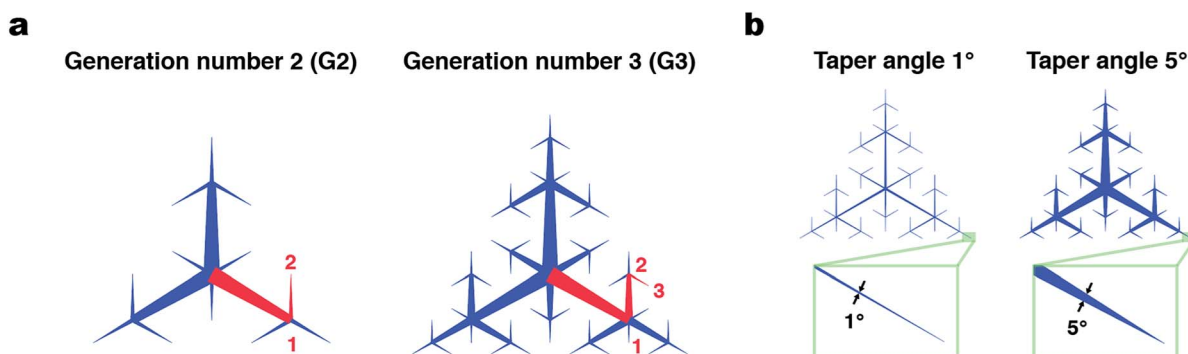 a
Generation number 2 (G2)
Generation number 3 (G3)
2
1
2
3
1
b
Taper angle 1°
Taper angle 5°
1°
5°